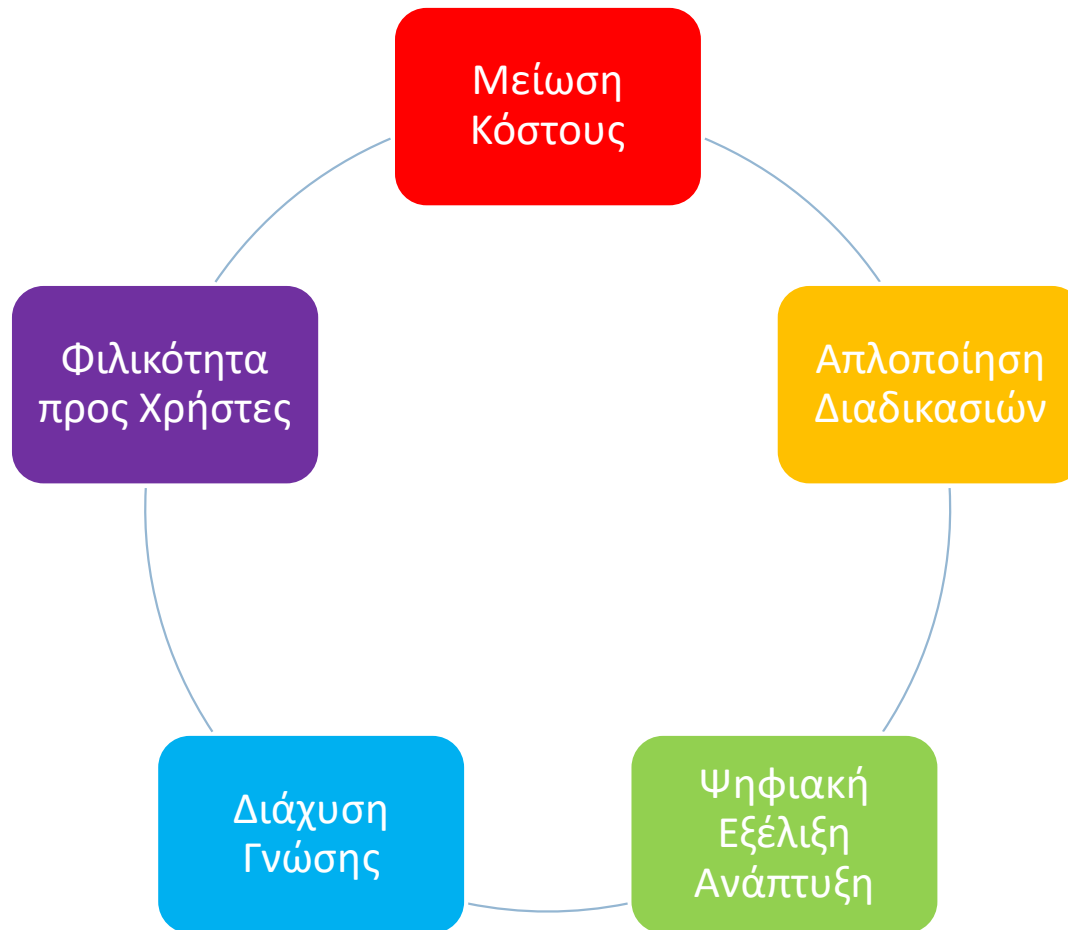 Μείωση
Κόστους
Απλοποίηση
Διαδικασιών
Ψηφιακή
Εξέλιξη
Ανάπτυξη
Διάχυση
Γνώσης
Φιλικότητα
προς Χρήστες